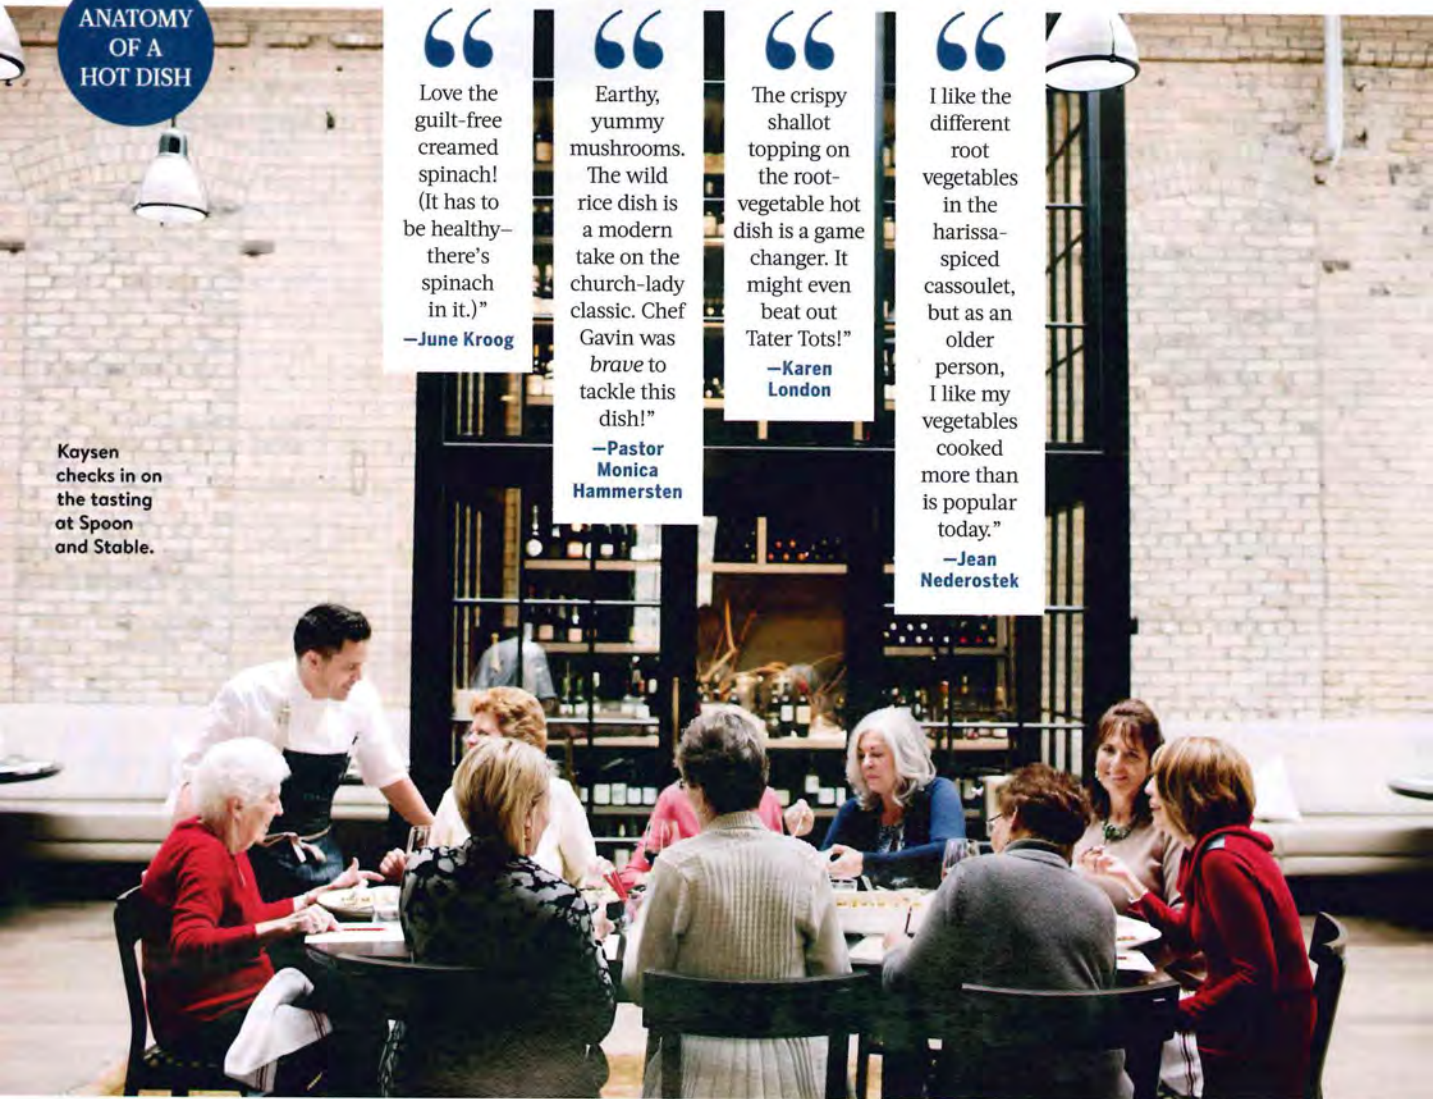 ANATOMY
OF A
HOT DISH
“
Love the
guilt-free
creamed
spinach!
(It has to
be healthy–
there’s
spinach
in it.)”
—June Kroog
“
Earthy,
yummy
mushrooms.
The wild
rice dish is
a modern
take on the
church-lady
classic. Chef
Gavin was
brave to
tackle this
dish!”
—Pastor
Monica
Hammersten
“
The crispy
shallot
topping on
the root-
vegetable hot
dish is a game
changer. It
might even
beat out
Tater Tots!”
—Karen
London
“
I like the
different
root
vegetables
in the
harissa-
spiced
cassoulet,
but as an
older
person,
I like my
vegetables
cooked
more than
is popular
today.”
—Jean
Nederostek
Kaysen
checks in on
the tasting
at Spoon
and Stable.